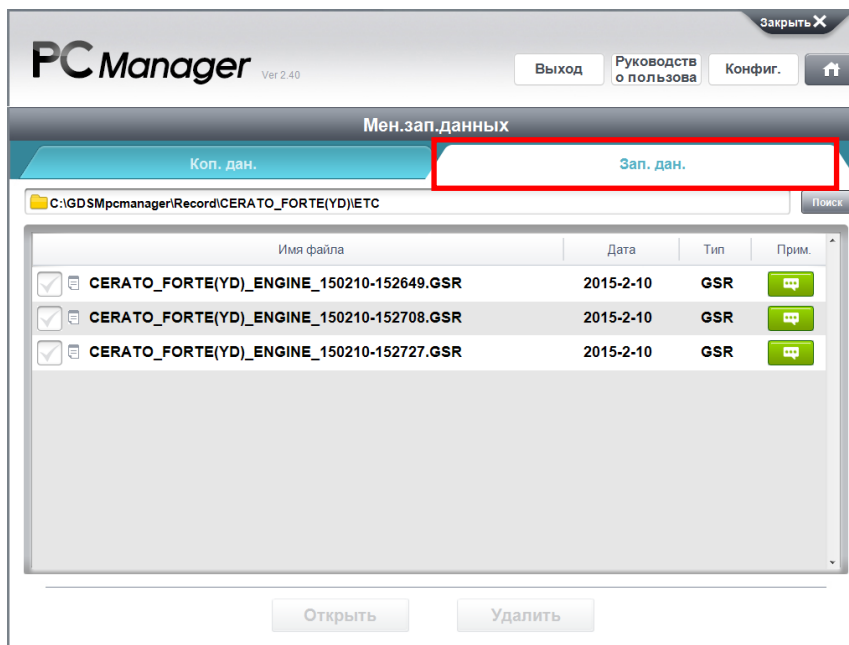 Закрыть X
PC Manager Ver 2.40
Выход
Руководств
о пользова
Конфиг.
Мен.зап.данных
Коп. дан.
Зап. дан.
C:\GDSMpcmanager\Record\CERATO_FORTE(YD)\ETC
Поиск
Имя файла Дата Тип Прим.
CERATO_FORTE(YD)_ENGINE_150210-152649.GSR 2015-2-10 GSR
CERATO_FORTE(YD)_ENGINE_150210-152708.GSR 2015-2-10 GSR
CERATO_FORTE(YD)_ENGINE_150210-152727.GSR 2015-2-10 GSR
Открыть Удалить